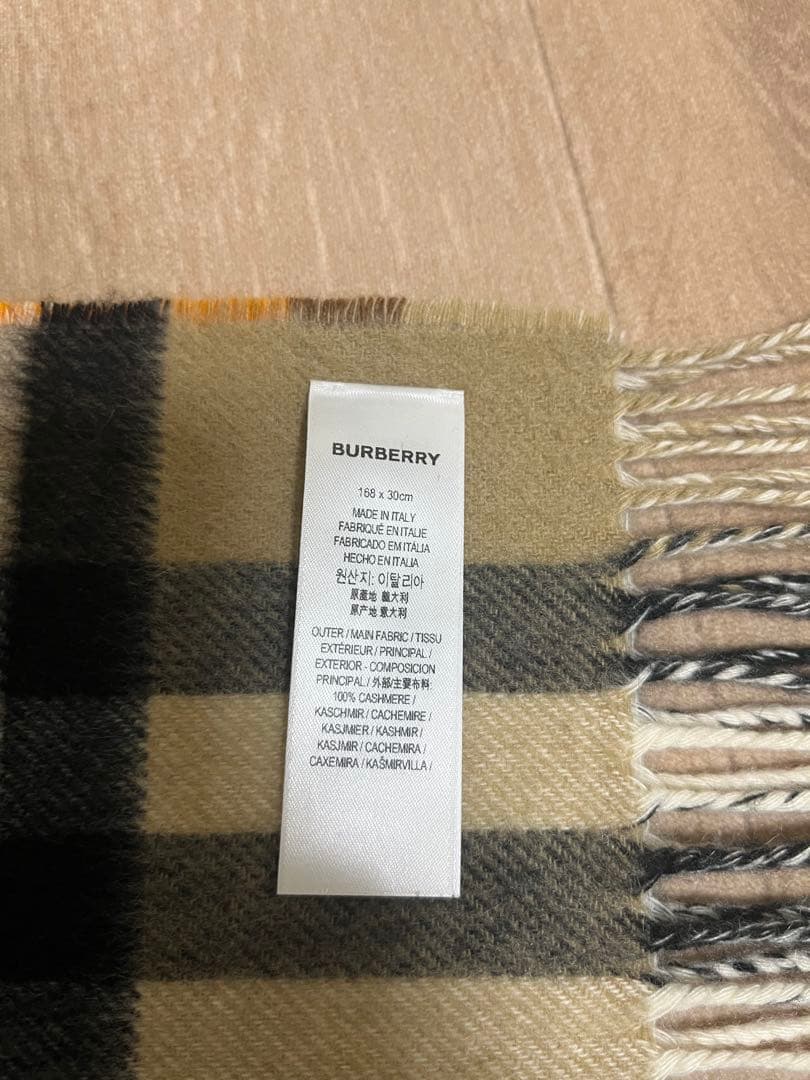 BURBERRY
168 x 30cm
MADE IN ITALY
FABRIQUÉ EN ITALIE
FABRICADO EM ITÁLIA
HECHO EN ITALIA
원산지: 이탈리아
原產地 義大利
原产地 意大利
OUTER / MAIN FABRIC / TISSU
EXTÉRIEUR / PRINCIPAL /
EXTERIOR - COMPOSICION
PRINCIPAL / 外部/主要布料:
100% CASHMERE /
KASCHMIR / CACHEMIRE /
KASJMIER / KASHMIR /
KASJMIR / CACHEMIRA /
CAXEMIRA / KAŠMIRVILLA /